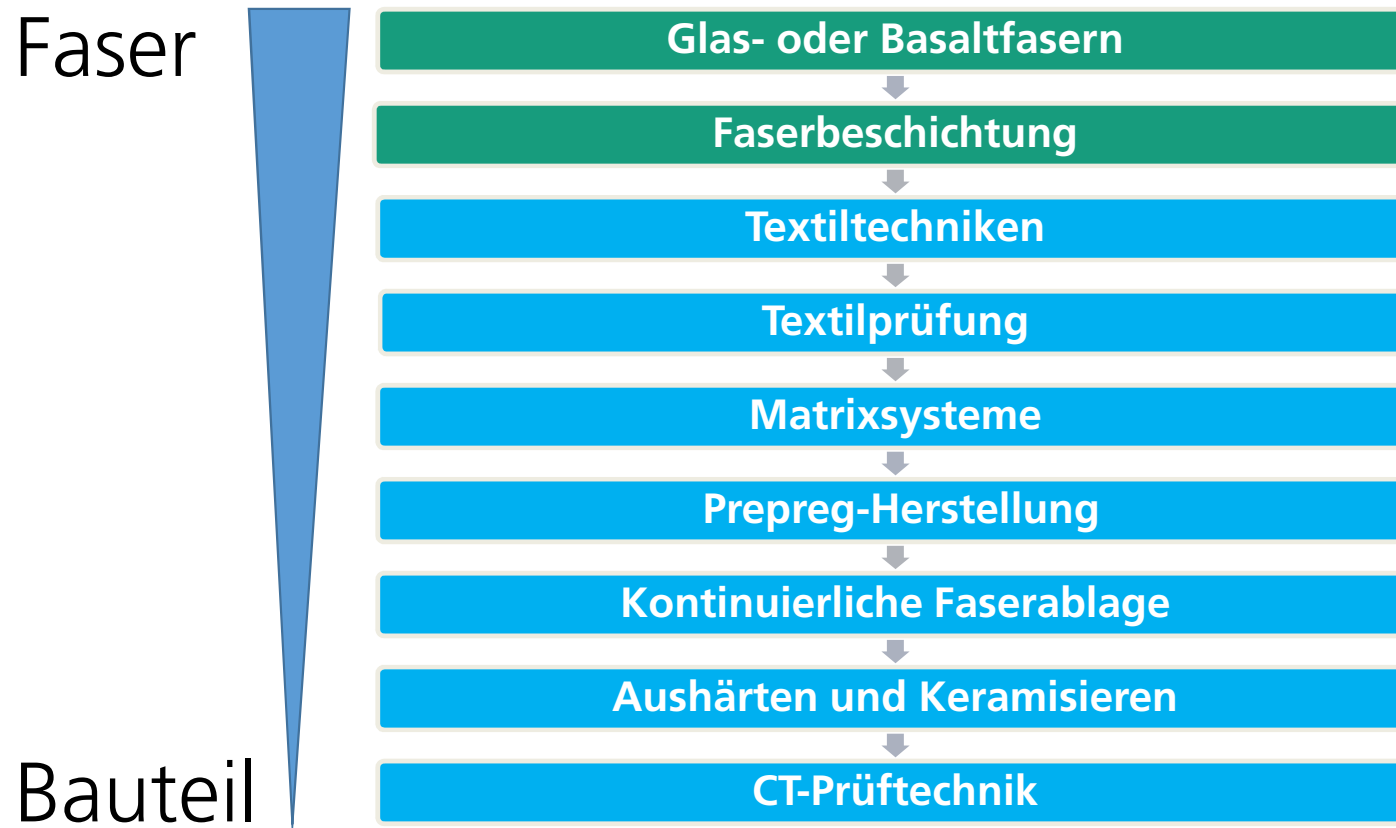 Faser
Glas- oder Basaltfasern
Faserbeschichtung
Textiltechniken
Textilprüfung
Matrixsysteme
Prepreg-Herstellung
Kontinuierliche Faserablage
Aushärten und Keramisieren
Bauteil
CT-Prüftechnik